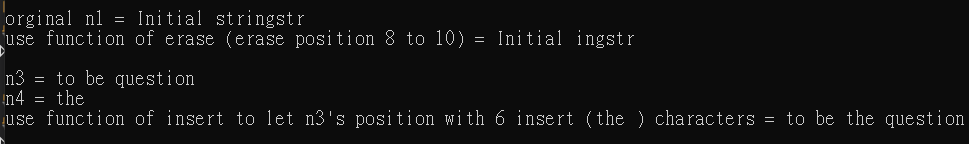 orginal n1 = Initial stringstr
use function of erase (erase position 8 to 10) = Initial ingstr
n3 = to be question
n4 = the
use function of insert to let n3's position with 6 insert (the ) characters = to be the question